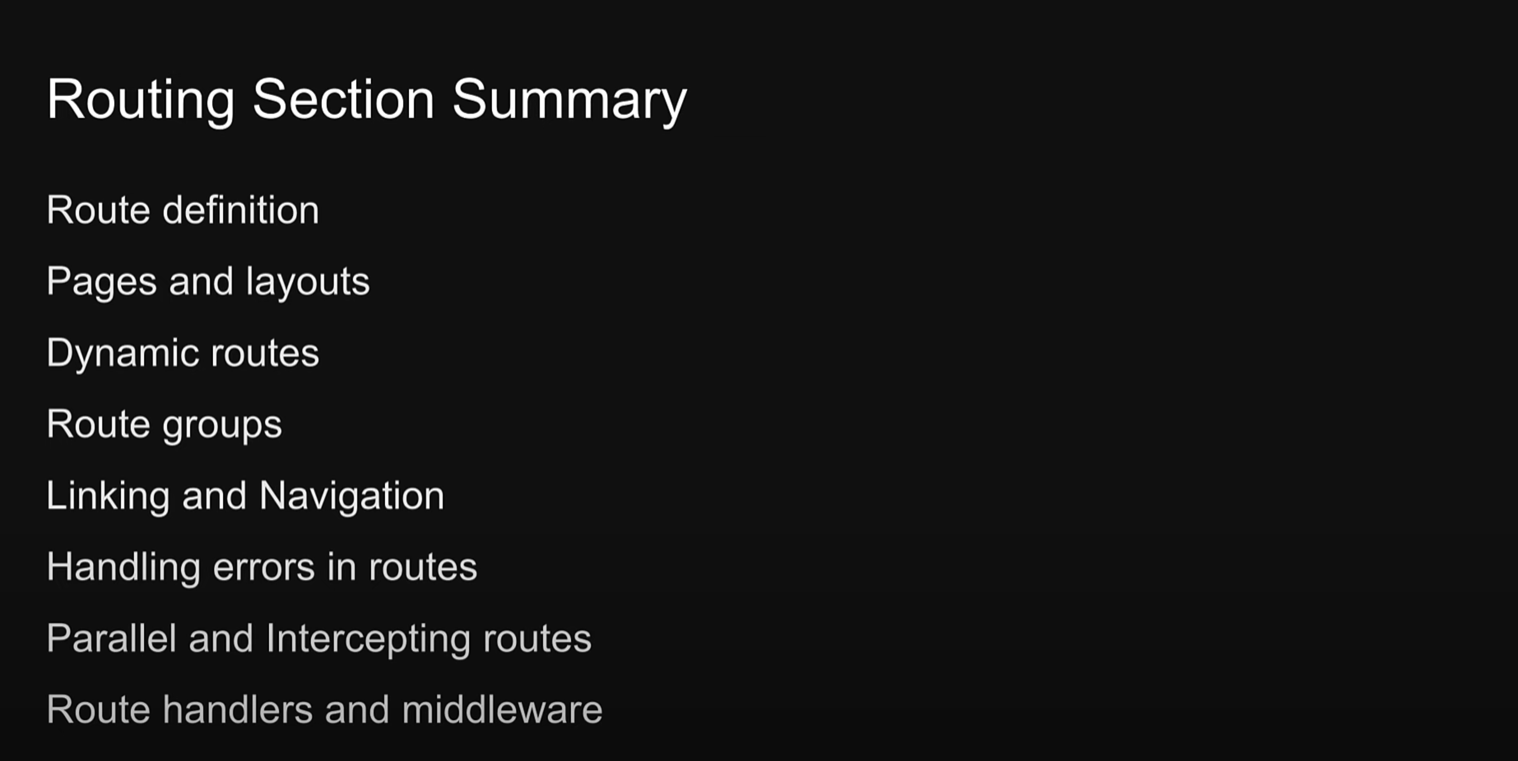 Routing Section Summary
Route definition
Pages and layouts
Dynamic routes
Route groups
Linking and Navigation
Handling errors in routes
Parallel and Intercepting routes
Route handlers and middleware